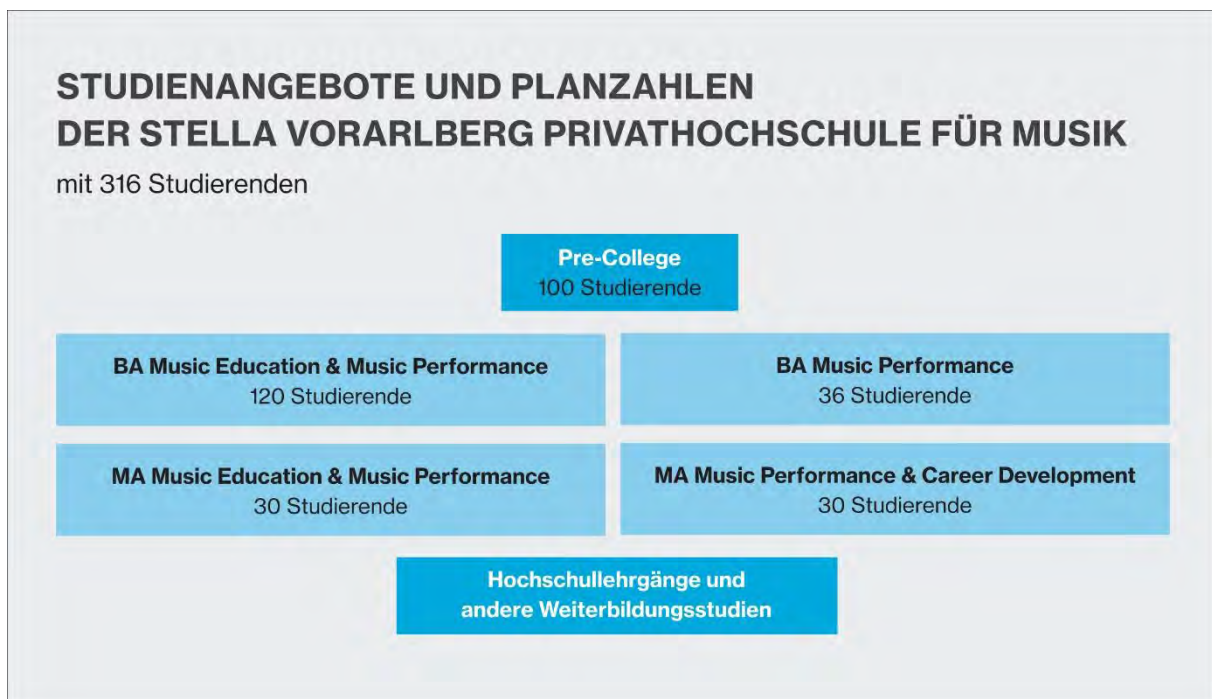 STUDIENANGEBOTE UND PLANZAHLEN
DER STELLA VORARLBERG PRIVATHOCHSCHULE FÜR MUSIK
mit 316 Studierenden
Pre-College
100 Studierende
BA Music Education & Music Performance
120 Studierende
BA Music Performance
36 Studierende
MA Music Education & Music Performance
30 Studierende
MA Music Performance & Career Development
30 Studierende
Hochschullehrgänge und
andere Weiterbildungsstudien